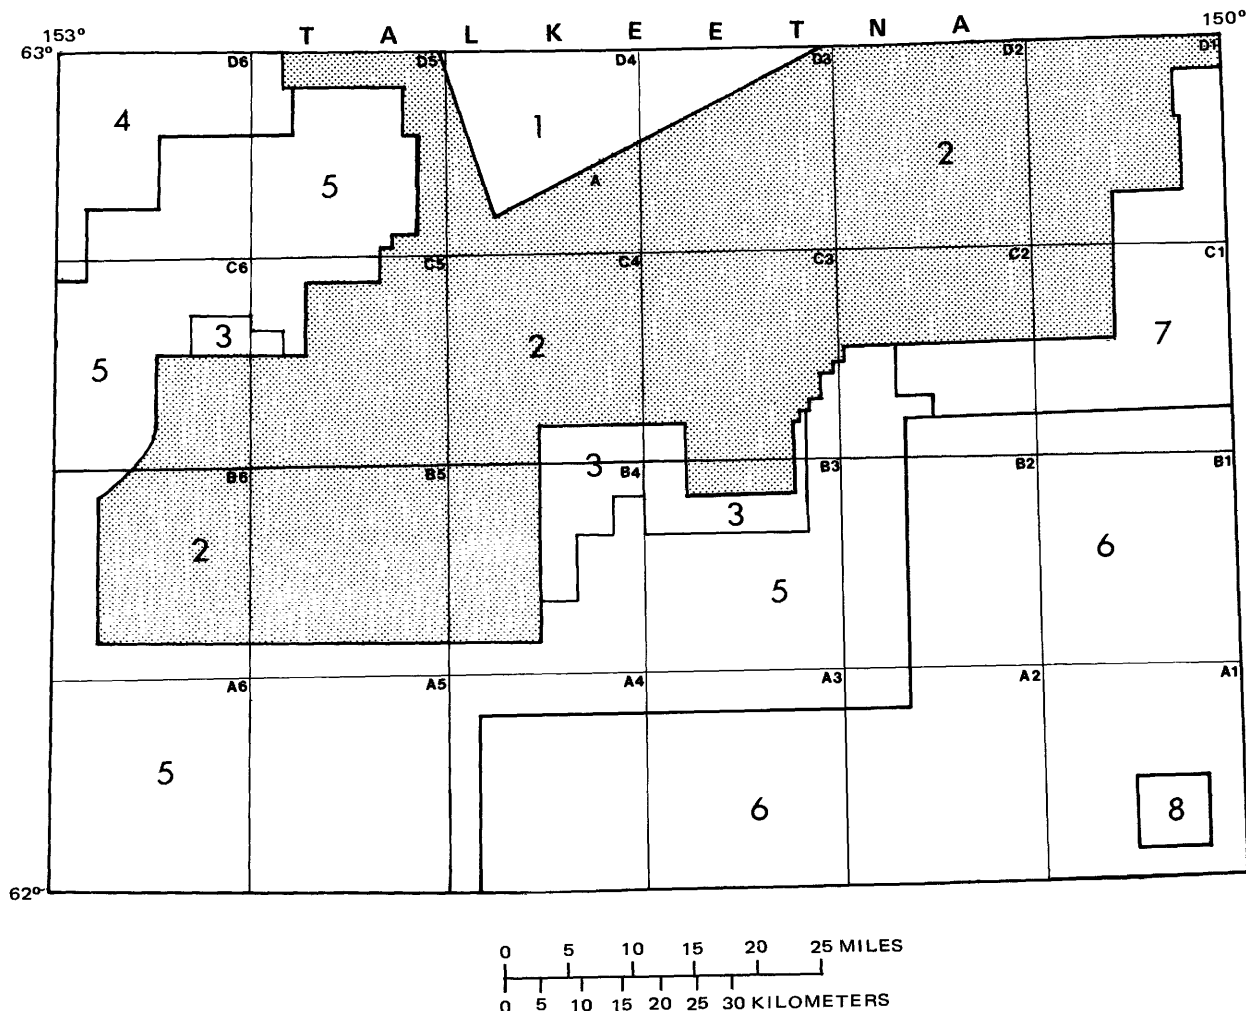 153° 150°
T A L K E E T N A
63° D6 D5 D4 D3 D2 D1
4 1 2
5 A
C6 C5 C4 C3 C2 C1
3 2 7
5
3
B6 B5 B4 B3 B2 B1
3
2 6
5
A6 A5 A4 A3 A2 A1
5 6 8
62°
0 5 10 15 20 25 MILES
0 5 10 15 20 25 30 KILOMETERS